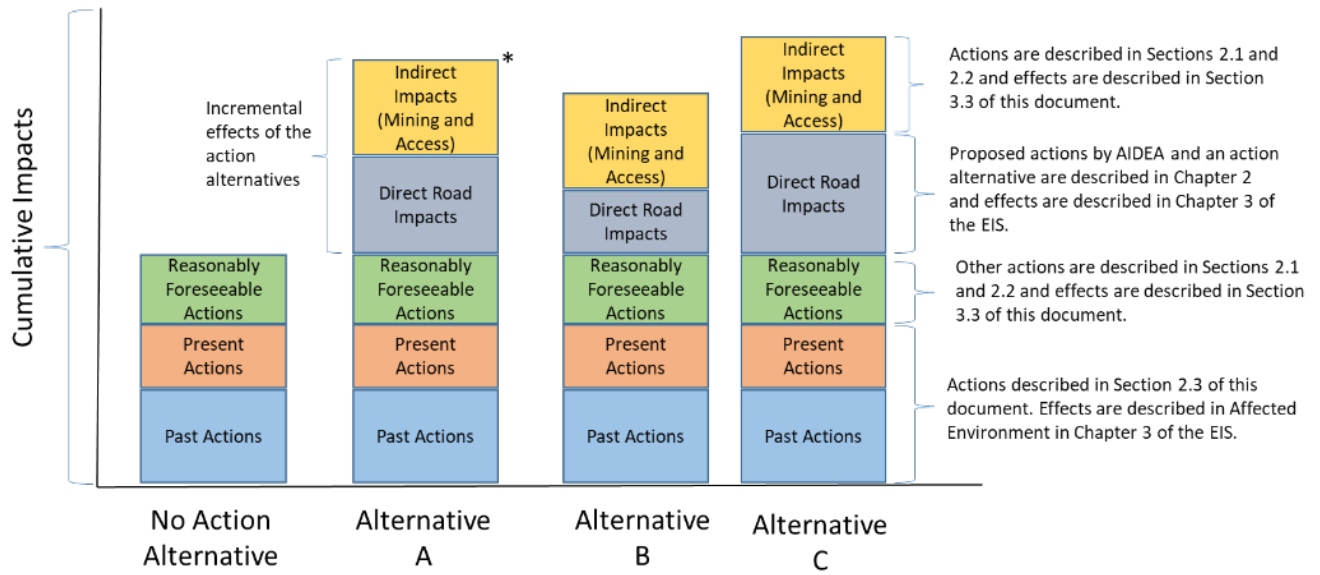 Cumulative Impacts
Incremental
effects of the
action
alternatives
Reasonably
Foreseeable
Actions
Present
Actions
Past Actions
No Action
Alternative
*
Indirect
Impacts
(Mining and
Access)
Direct Road
Impacts
Reasonably
Foreseeable
Actions
Present
Actions
Past Actions
Alternative
A
Indirect
Impacts
(Mining and
Access)
Direct Road
Impacts
Reasonably
Foreseeable
Actions
Present
Actions
Past Actions
Alternative
B
Indirect
Impacts
(Mining and
Access)
Direct Road
Impacts
Reasonably
Foreseeable
Actions
Present
Actions
Past Actions
Alternative
C
Actions are described in Sections 2.1 and
2.2 and effects are described in Section
3.3 of this document.
Proposed actions by AIDEA and an action
alternative are described in Chapter 2
and effects are described in Chapter 3 of
the EIS.
Other actions are described in Sections 2.1
and 2.2 and effects are described in Section
3.3 of this document.
Actions described in Section 2.3 of this
document. Effects are described in Affected
Environment in Chapter 3 of the EIS.